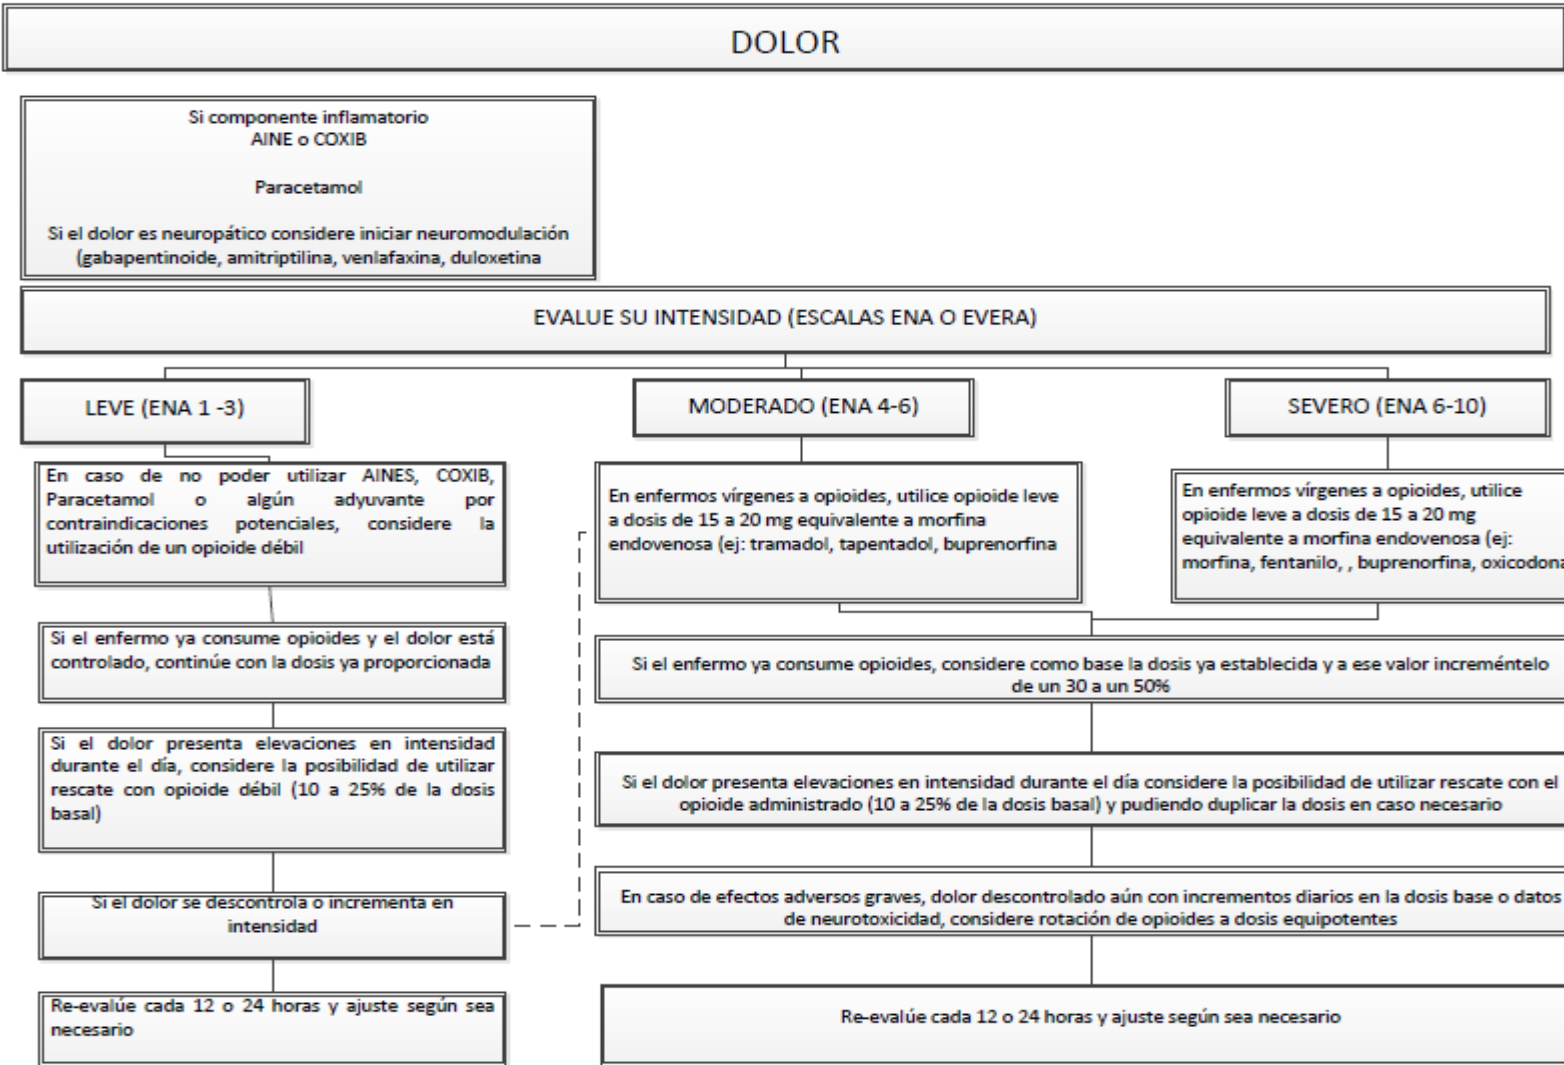 DOLOR
Si componente inflamatorio
AINE o COXIB
Paracetamol
Si el dolor es neuropático considere iniciar neuromodulación
(gabapentinoide, amitriptilina, venlafaxina, duloxetina
EVALUE SU INTENSIDAD (ESCALAS ENA O EVERA)
LEVE (ENA 1 -3)
En caso de no poder utilizar AINES, COXIB,
Paracetamol o algún adyuvante por
contraindicaciones potenciales, considere la
utilización de un opioide débil
Si el enfermo ya consume opioides y el dolor está
controlado, continúe con la dosis ya proporcionada
Si el dolor presenta elevaciones en intensidad
durante el día, considere la posibilidad de utilizar
rescate con opioide débil (10 a 25% de la dosis
basal)
Si el dolor se descontrola o incrementa en
intensidad
Re-evalúe cada 12 o 24 horas y ajuste según sea
necesario
MODERADO (ENA 4-6)
En enfermos vírgenes a opioides, utilice opioide leve
a dosis de 15 a 20 mg equivalente a morfina
endovenosa (ej: tramadol, tapentadol, buprenorfina
SEVERO (ENA 6-10)
En enfermos vírgenes a opioides, utilice
opioide leve a dosis de 15 a 20 mg
equivalente a morfina endovenosa (ej:
morfina, fentanilo, , buprenorfina, oxicodona
Si el enfermo ya consume opioides, considere como base la dosis ya establecida y a ese valor increméntelo
de un 30 a un 50%
Si el dolor presenta elevaciones en intensidad durante el día considere la posibilidad de utilizar rescate con el
opioide administrado (10 a 25% de la dosis basal) y pudiendo duplicar la dosis en caso necesario
En caso de efectos adversos graves, dolor descontrolado aún con incrementos diarios en la dosis base o datos
de neurotoxicidad, considere rotación de opioides a dosis equipotentes
Re-evalúe cada 12 o 24 horas y ajuste según sea necesario